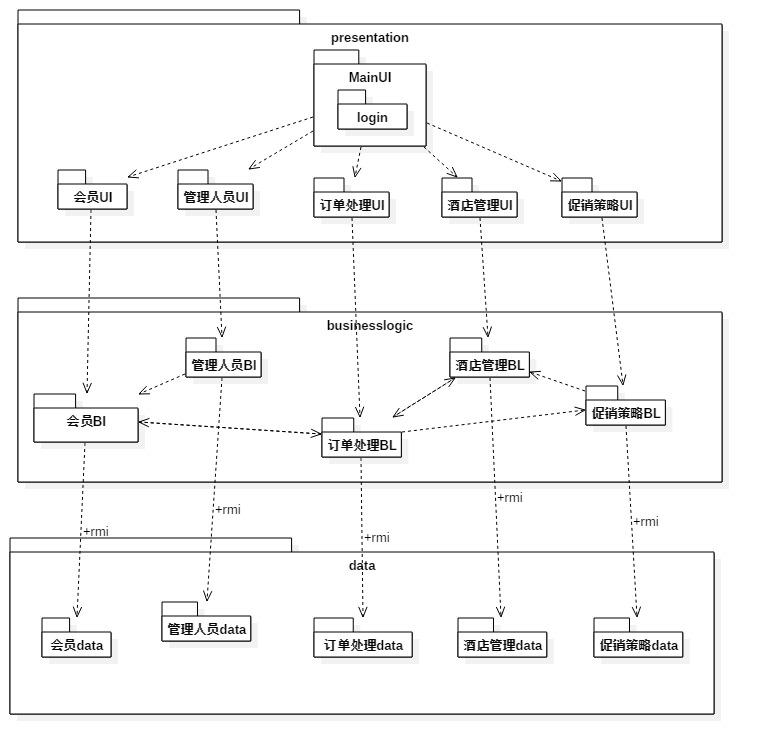 presentation
MainUI
login
会员UI
管理人员UI
订单处理UI
酒店管理UI
促销策略UI
businesslogic
管理人员BI
酒店管理BL
会员BI
促销策略BL
订单处理BL
+rmi
+rmi
+rmi
+rmi
+rmi
data
会员data
管理人员data
订单处理data
酒店管理data
促销策略data